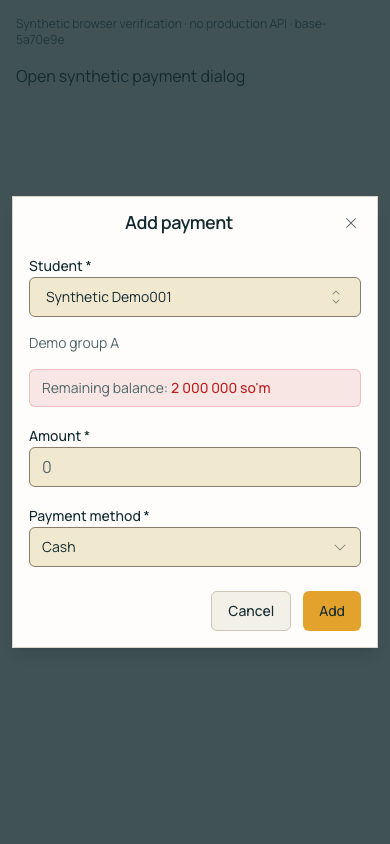 Synthetic browser verification · no production API · base-
5a70e9e
Open synthetic payment dialog
Add payment
Student *
Synthetic Demo001
Demo group A
Remaining balance: 2 000 000 so'm
Amount *
0
Payment method *
Cash
Cancel
Add